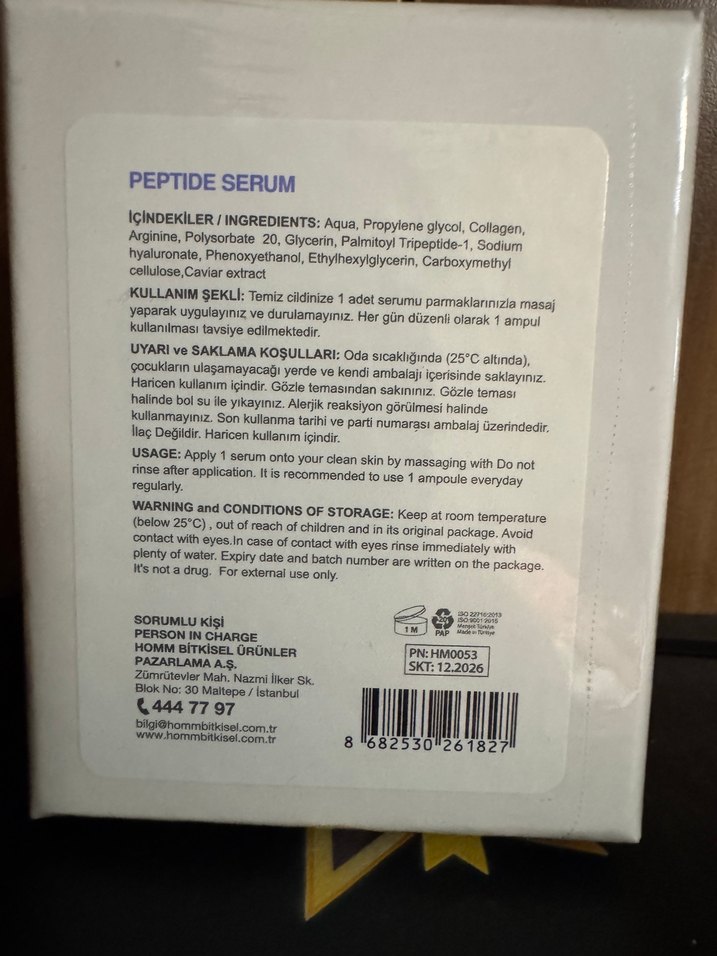 PEPTIDE SERUM
İÇİNDEKİLER / INGREDIENTS: Aqua, Propylene glycol, Collagen,
Arginine, Polysorbate 20, Glycerin, Palmitoyl Tripeptide-1, Sodium
hyaluronate, Phenoxyethanol, Ethylhexylglycerin, Carboxymethyl
cellulose,Caviar extract
KULLANIM ŞEKLİ: Temiz cildinize 1 adet serumu parmaklarınızla masaj
yaparak uygulayınız ve durulamayınız. Her gün düzenli olarak 1 ampul
kullanılması tavsiye edilmektedir.
UYARI ve SAKLAMA KOŞULLARI: Oda sıcaklığında (25°C altında),
çocukların ulaşamayacağı yerde ve kendi ambalajı içerisinde saklayınız.
Haricen kullanım içindir. Gözle temasından sakınınız. Gözle teması
halinde bol su ile yıkayınız. Alerjik reaksiyon görülmesi halinde
kullanmayınız. Son kullanma tarihi ve parti numarası ambalaj üzerindedir.
İlaç Değildir. Haricen kullanım içindir.
USAGE: Apply 1 serum onto your clean skin by massaging with Do not
rinse after application. It is recommended to use 1 ampoule everyday
regularly.
WARNING and CONDITIONS OF STORAGE: Keep at room temperature
(below 25°C) , out of reach of children and in its original package. Avoid
contact with eyes.In case of contact with eyes rinse immediately with
plenty of water. Expiry date and batch number are written on the package.
It's not a drug. For external use only.
SORUMLU KİŞİ
PERSON IN CHARGE
HOMM BİTKİSEL ÜRÜNLER
PAZARLAMA A.Ş.
Zümrütevler Mah. Nazmi İlker Sk.
Blok No: 30 Maltepe / İstanbul
444 77 97
bilgi@hommbitkisel.com.tr
www.hommbitkisel.com.tr
1 M
20
PAP
ISO 22716:2013
ISO 9001:2015
Menşei Türkiye
Made in Türkiye
PN: HM0053
SKT: 12.2026
8 682530 261827